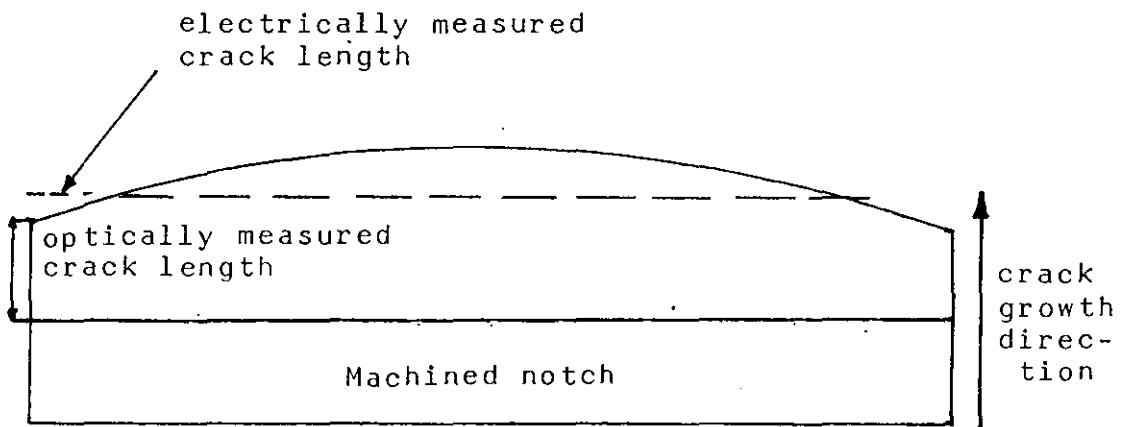 electrically measured
crack length
optically measured
crack length
crack
growth
direc-
tion
Machined notch